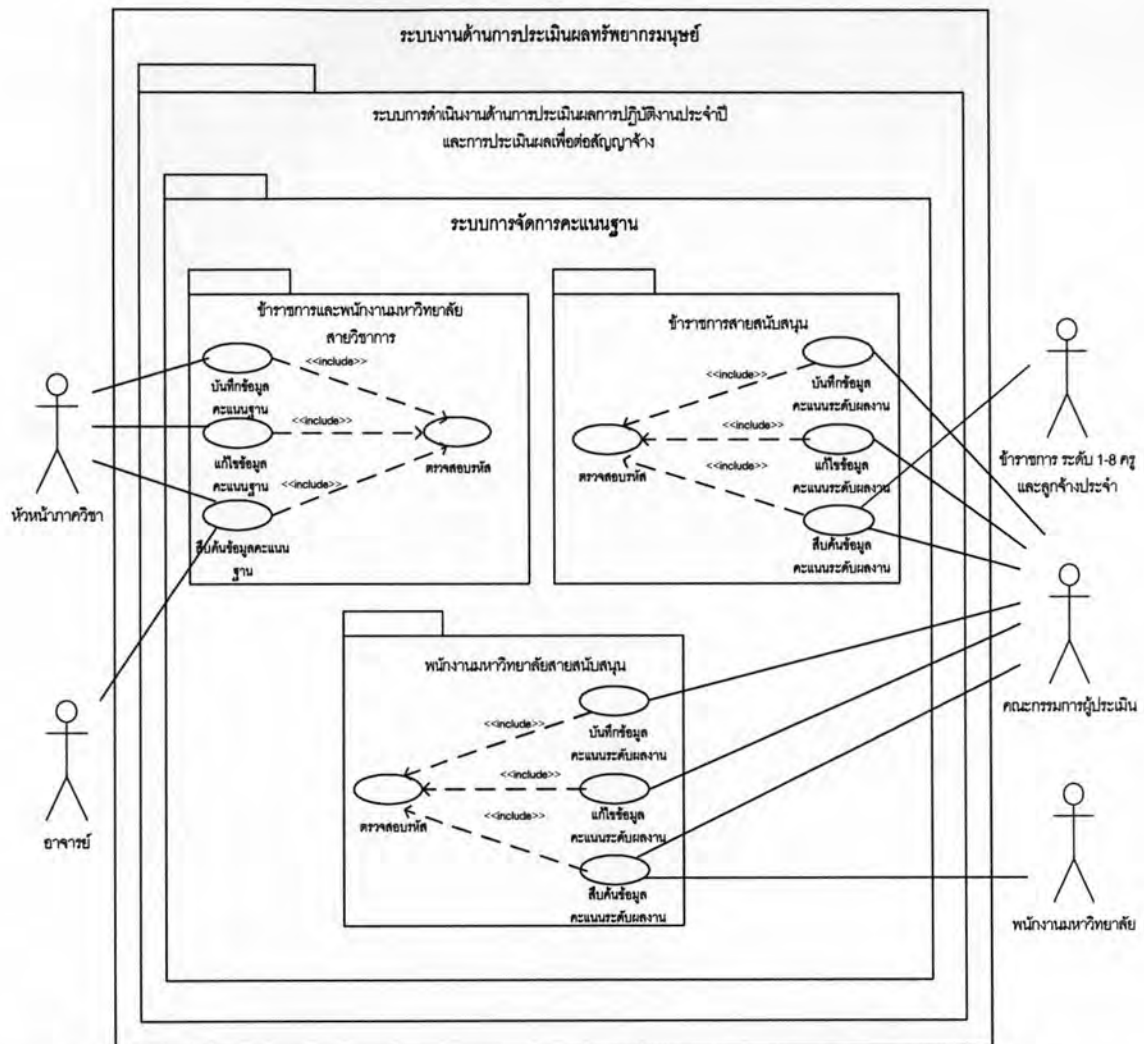 ระบบงานด้านการประเมินผลทรัพยากรมนุษย์
ระบบการดำเนินงานด้านการประเมินผลการปฏิบัติงานประจำปี
และการประเมินผลเพื่อต่อสัญญาจ้าง
ระบบการจัดการคะแนนฐาน
ข้าราชการและพนักงานมหาวิทยาลัย
สายวิชาการ
<<include>>
บันทึกข้อมูล
คะแนนฐาน
<<include>>
แก้ไขข้อมูล
คะแนนฐาน
<<include>>
สืบค้นข้อมูลคะแนน
ฐาน
ตรวจสอบรหัส
ข้าราชการสายสนับสนุน
<<include>>
บันทึกข้อมูล
คะแนนระดับผลงาน
<<include>>
แก้ไขข้อมูล
คะแนนระดับผลงาน
<<include>>
สืบค้นข้อมูล
คะแนนระดับผลงาน
ตรวจสอบรหัส
พนักงานมหาวิทยาลัยสายสนับสนุน
<<include>>
บันทึกข้อมูล
คะแนนระดับผลงาน
<<include>>
แก้ไขข้อมูล
คะแนนระดับผลงาน
<<include>>
สืบค้นข้อมูล
คะแนนระดับผลงาน
ตรวจสอบรหัส
หัวหน้าภาควิชา
อาจารย์
ข้าราชการ ระดับ 1-8 ครู
และลูกจ้างประจำ
คณะกรรมการผู้ประเมิน
พนักงานมหาวิทยาลัย